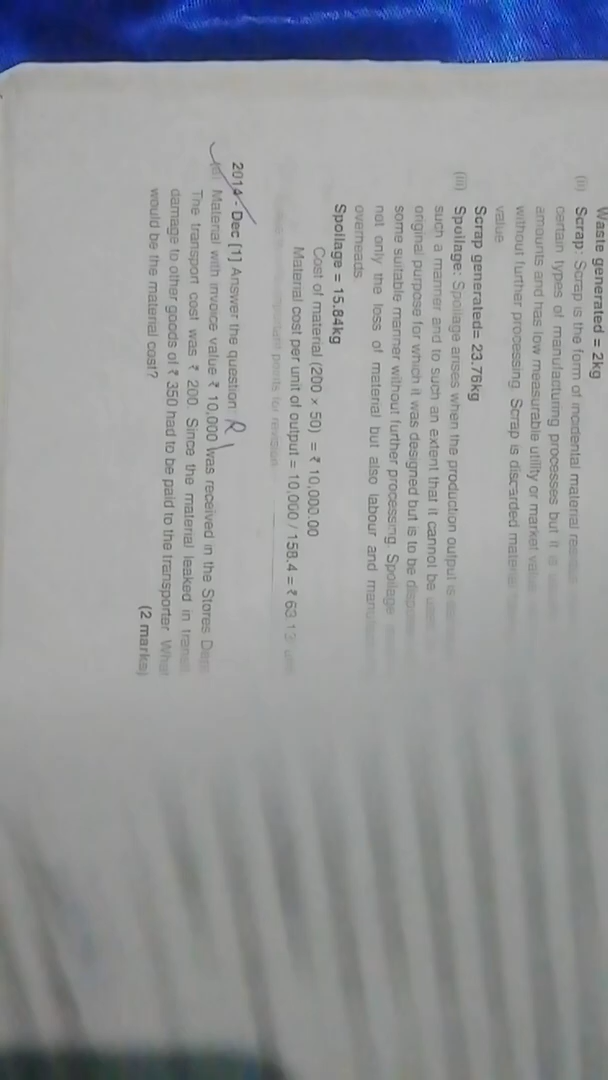 Waste generated = 2kg
(ii) Scrap: Scrap is the form of incidental material
certain types of manufacturing processes but it is
amounts and has low measurable utility or market value
without further processing. Scrap is discarded material
value.
Scrap generated= 23.76kg
(iii) Spoilage: Spoilage arises when the production output is
such a manner and to such an extent that it cannot be
original purpose for which it was designed but is to be
some suitable manner without further processing. Spoilage
not only the loss of material but also labour and
overheads.
Spoilage = 15.84kg
Cost of material (200 x 50) = ₹ 10,000.00
Material cost per unit of output = 10,000 / 158.4 = ₹ 63.13
points for revision
2014 - Dec [1] Answer the question: R
(a) Material with invoice value ₹ 10,000 was received in the Stores
The transport cost was ₹ 200. Since the material leaked in
damage to other goods of ₹ 350 had to be paid to the transporter. What
would be the material cost?
(2 marks)